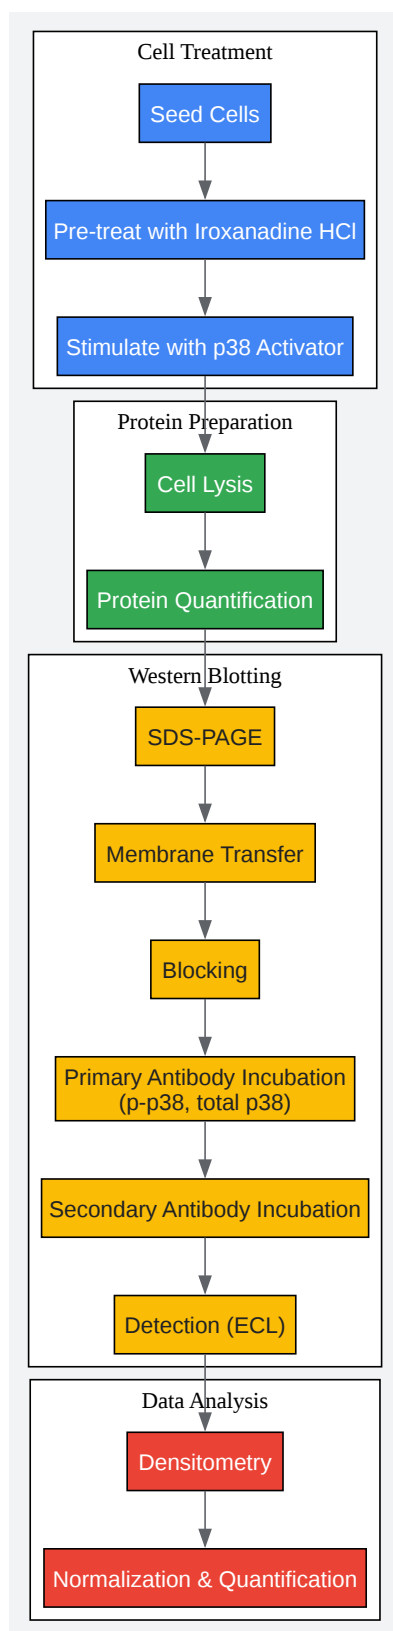 Cell Treatment
Seed Cells
Pre-treat with Iroxanadine HCl
Stimulate with p38 Activator
Protein Preparation
Cell Lysis
Protein Quantification
Western Blotting
SDS-PAGE
Membrane Transfer
Blocking
Primary Antibody Incubation
(p-p38, total p38)
Secondary Antibody Incubation
Detection (ECL)
Data Analysis
Densitometry
Normalization & Quantification